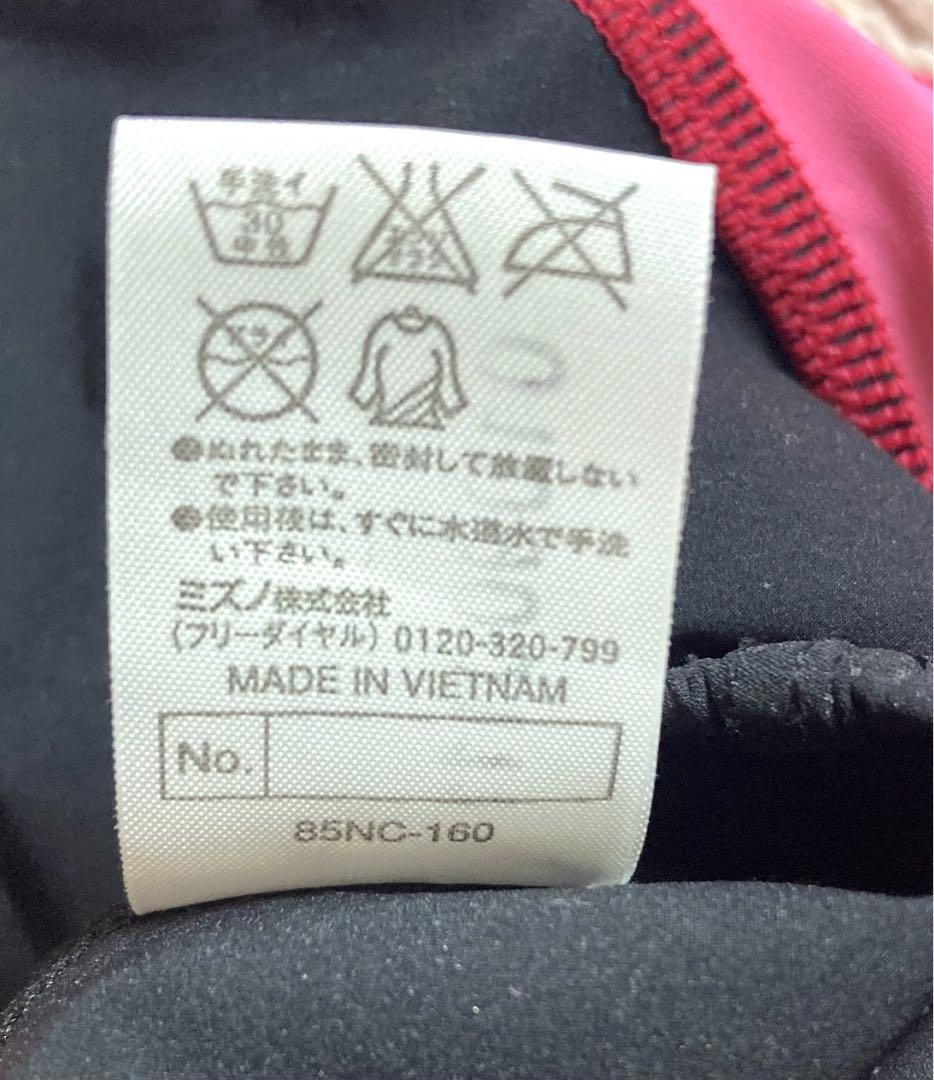 手洗イ
30
中性
エンソ
サラシ
ドライ
●ぬれたまま、密封して放置しない
で下さい。
●使用後は、すぐに水道水で手洗
い下さい。
ミズノ株式会社
(フリーダイヤル) 0120-320-799
MADE IN VIETNAM
No.
85NC-160